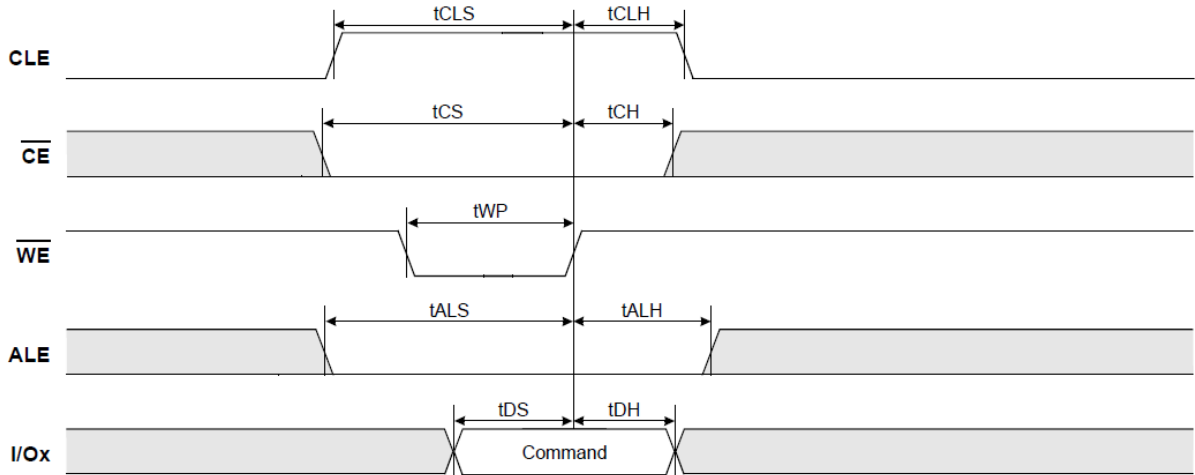 tCLS tCLH
CLE
tCS tCH
CE
tWP
WE
tALS tALH
ALE
tDS tDH
I/Ox Command